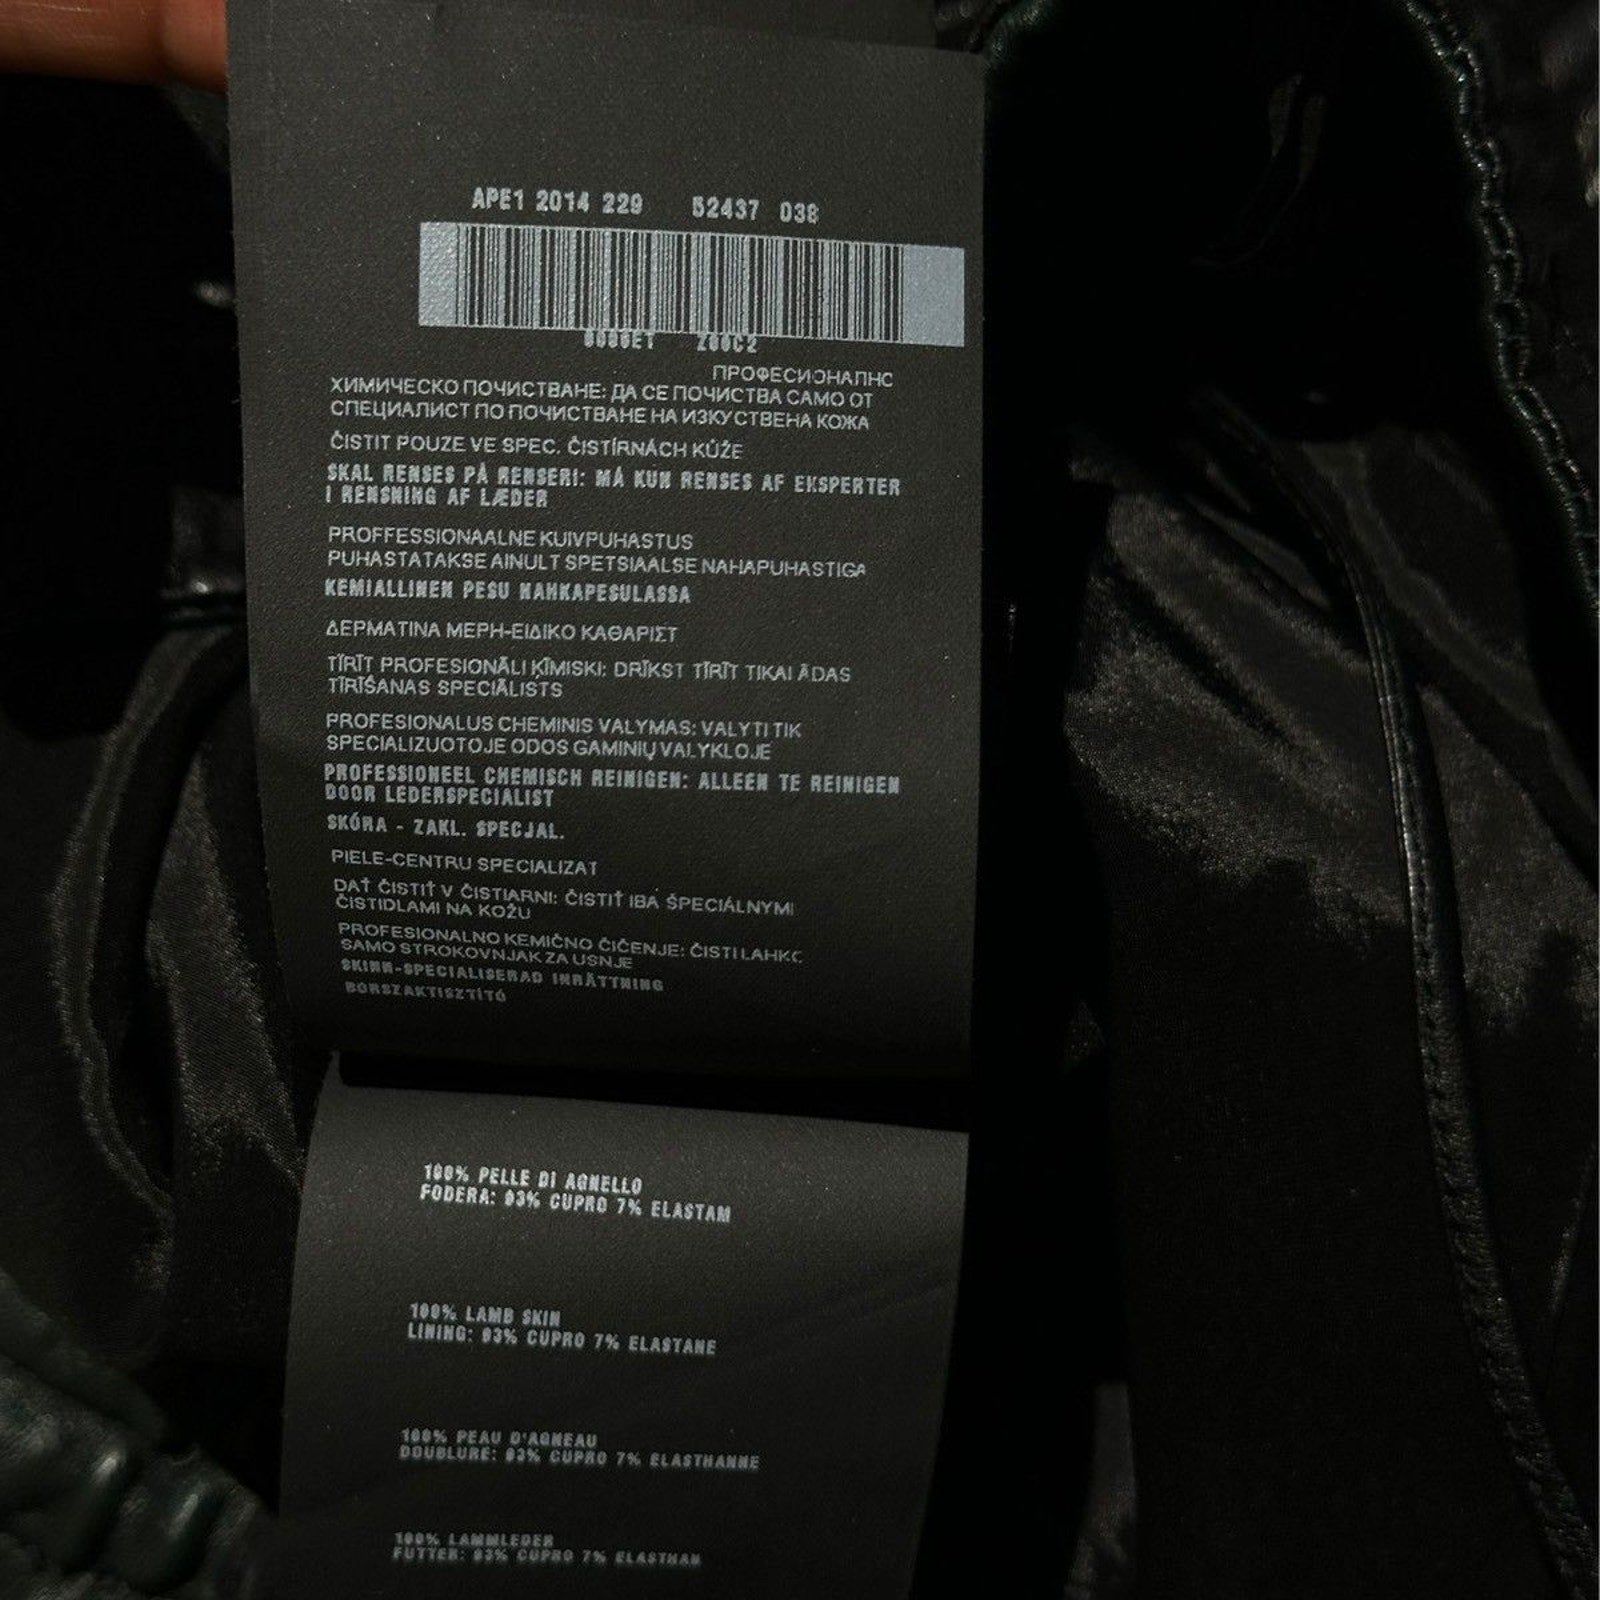 APE1 2014 229 52437 038
ПРОФЕСИОНАЛНО
ХИМИЧЕСКО ПОЧИСТВАНЕ: ДА СЕ ПОЧИСТВА САМО ОТ
СПЕЦИАЛИСТ ПО ПОЧИСТВАНЕ НА ИЗКУСТВЕНА КОЖА
ČISTIT POUZE VE SPEC. ČISTÍRNÁCH KŮŽE
SKAL RENSES PÅ RENSERI: MÅ KUN RENSES AF EKSPERTER
I RENSNING AF LÆDER
PROFFESSIONAALNE KUIVPUHASTUS
PUHASTATAKSE AINULT SPETSIAALSE NAHAPUHASTIGA
KEMIALLINEN PESU NAHKAPESULASSA
ΔΕΡΜΑΤΙΝΑ ΜΕΡΗ-ΕΙΔΙΚΟ ΚΑΘΑΡΙΣΤ
TĪRĪT PROFESIONĀLI ĶĪMISKI: DRĪKST TĪRĪT TIKAI ĀDAS
TĪRĪŠANAS SPECIĀLISTS
PROFESIONALUS CHEMINIS VALYMAS: VALYTI TIK
SPECIALIZUOTOJE ODOS GAMINIŲ VALYKLOJE
PROFESSIONEEL CHEMISCH REINIGEN: ALLEEN TE REINIGEN
DOOR LEDERSPECIALIST
SKÓRA - ZAKL. SPECJAL.
PIELE-CENTRU SPECIALIZAT
DAŤ ČISTIŤ V ČISTIARNI: ČISTIŤ IBA ŠPECIÁLNYMI
ČISTIDLAMI NA KOŽU
PROFESIONALNO KEMIČNO ČIČENJE: ČISTI LAHKO
SAMO STROKOVNJAK ZA USNJE
SKINN-SPECIALISERAD INRÄTTNING
BORSZAKTISZTÍTÓ
100% PELLE DI AGNELLO
FODERA: 93% CUPRO 7% ELASTAM
100% LAMB SKIN
LINING: 93% CUPRO 7% ELASTANE
100% PEAU D'AGNEAU
DOUBLURE: 93% CUPRO 7% ELASTHANNE
100% LAMMLEDER
FUTTER: 93% CUPRO 7% ELASTHAN